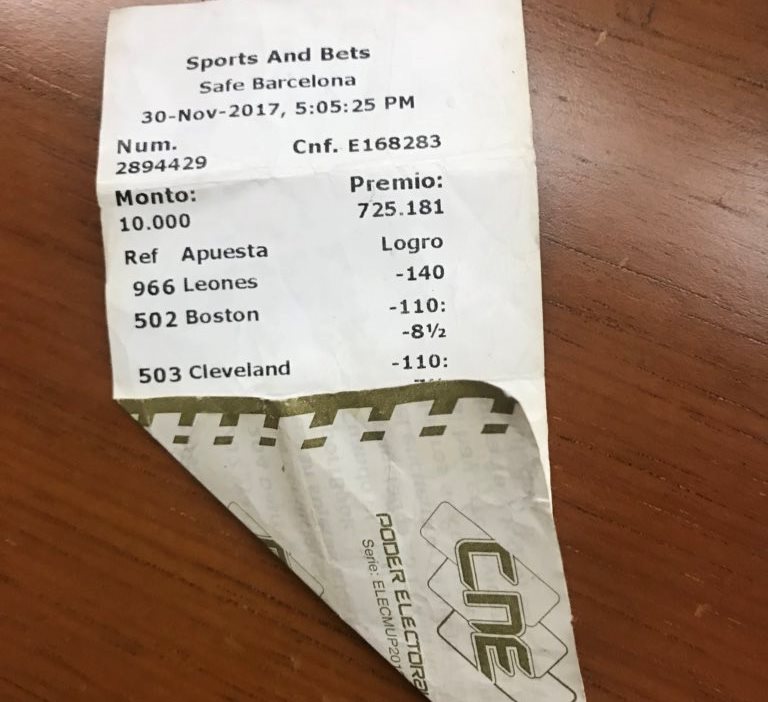 Sports And Bets
Safe Barcelona
30-Nov-2017, 5:05:25 PM
Num. Cnf. E168283
2894429
Monto: Premio:
10.000 725.181
Ref Apuesta Logro
966 Leones -140
502 Boston -110:
-8½
503 Cleveland -110:
PODER ELECTORAL
Serie: ELECMUP201
CNE